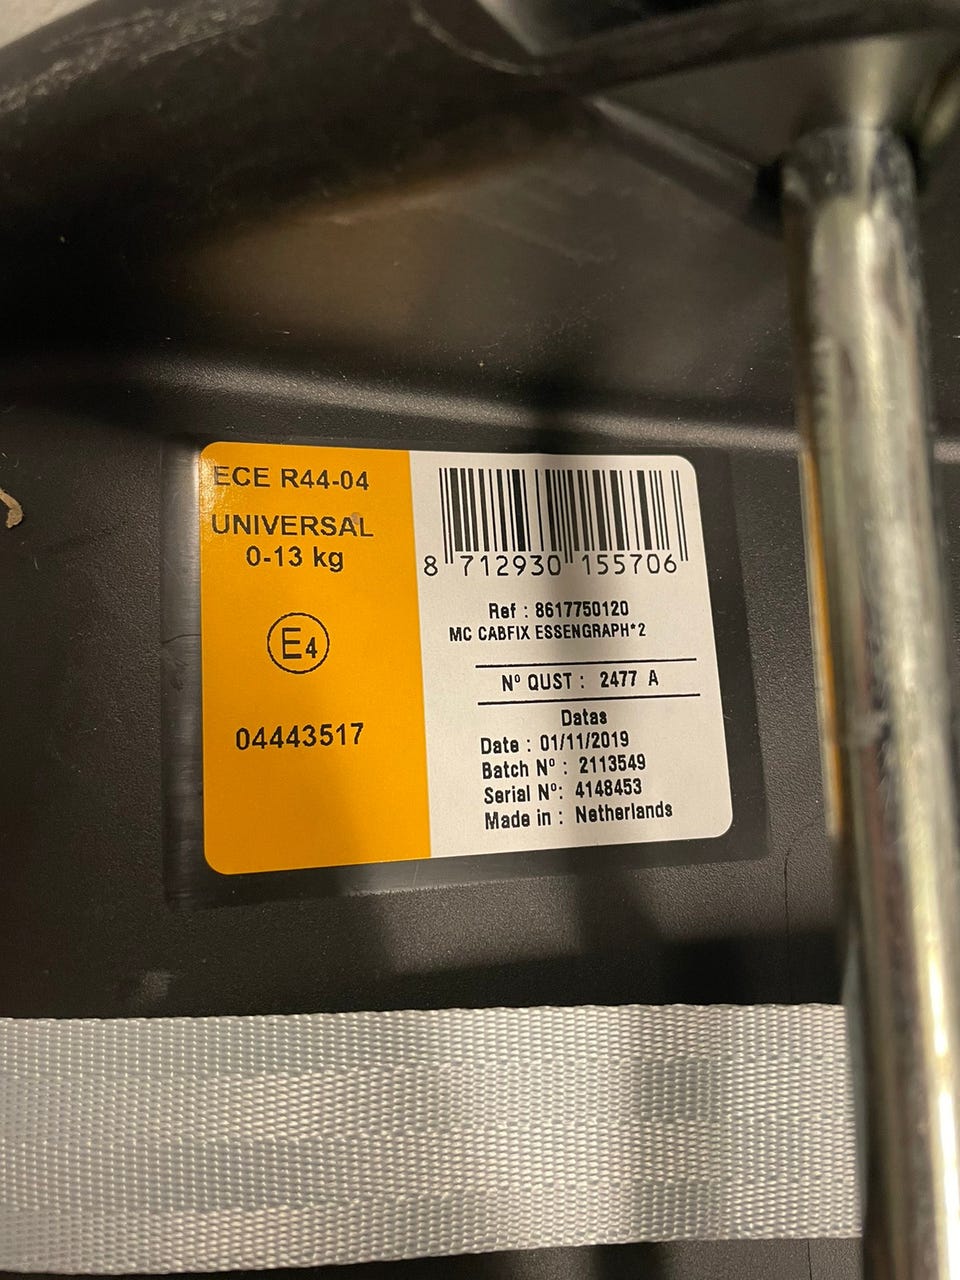 ECE R44-04
UNIVERSAL
0-13 kg
E4
04443517
8 712930 155706
Ref : 8617750120
MC CABFIX ESSENGRAPH*2
Nº QUST : 2477 A
Datas
Date : 01/11/2019
Batch Nº : 2113549
Serial Nº: 4148453
Made in : Netherlands